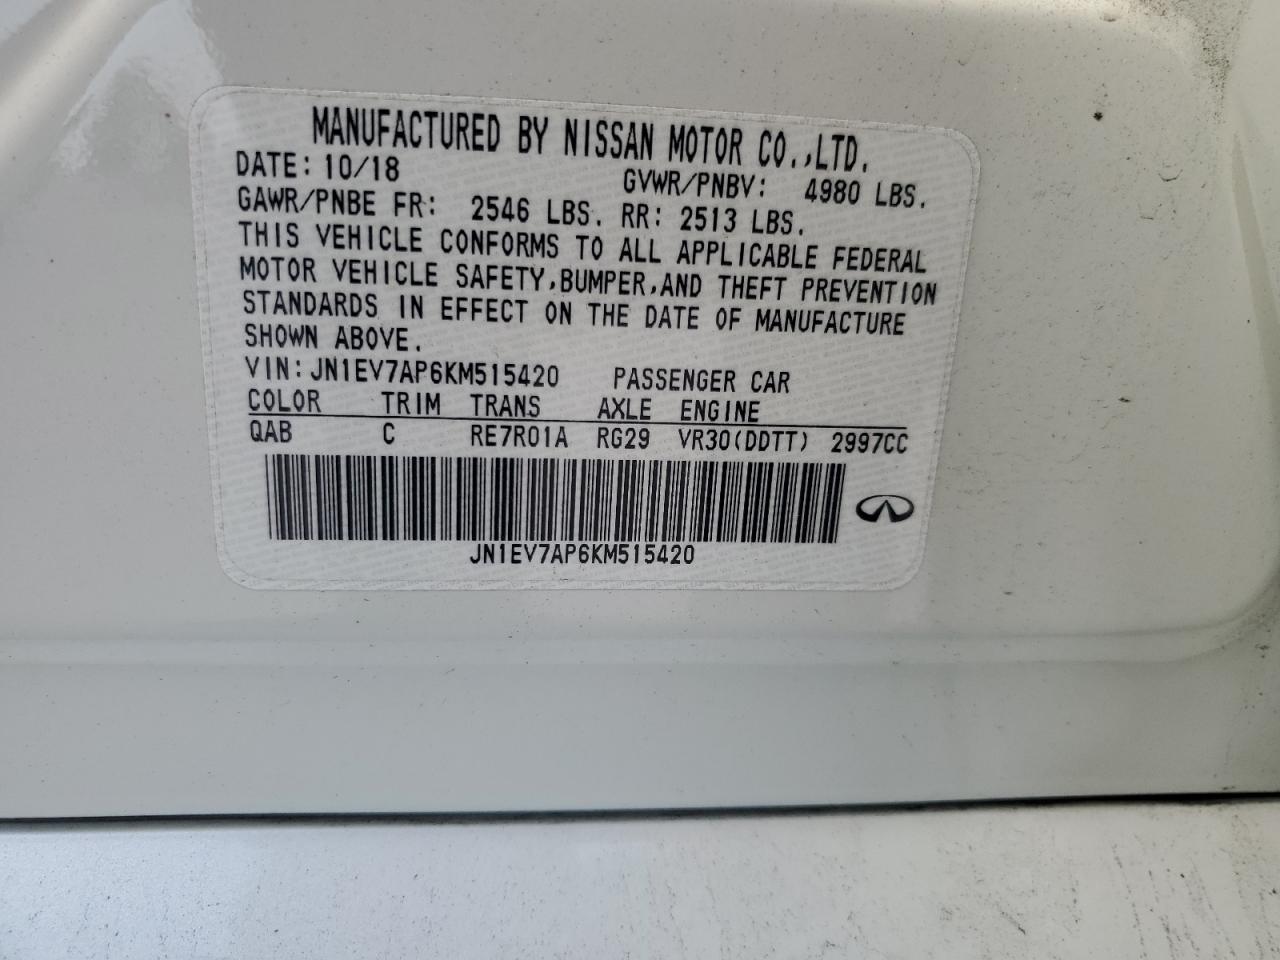 MANUFACTURED BY NISSAN MOTOR CO.,LTD.
DATE: 10/18 GVWR/PNBV: 4980 LBS.
GAWR/PNBE FR: 2546 LBS. RR: 2513 LBS.
THIS VEHICLE CONFORMS TO ALL APPLICABLE FEDERAL
MOTOR VEHICLE SAFETY,BUMPER,AND THEFT PREVENTION
STANDARDS IN EFFECT ON THE DATE OF MANUFACTURE
SHOWN ABOVE.
VIN: JN1EV7AP6KM515420 PASSENGER CAR
COLOR TRIM TRANS AXLE ENGINE
QAB C RE7R01A RG29 VR30(DDTT) 2997CC
JN1EV7AP6KM515420